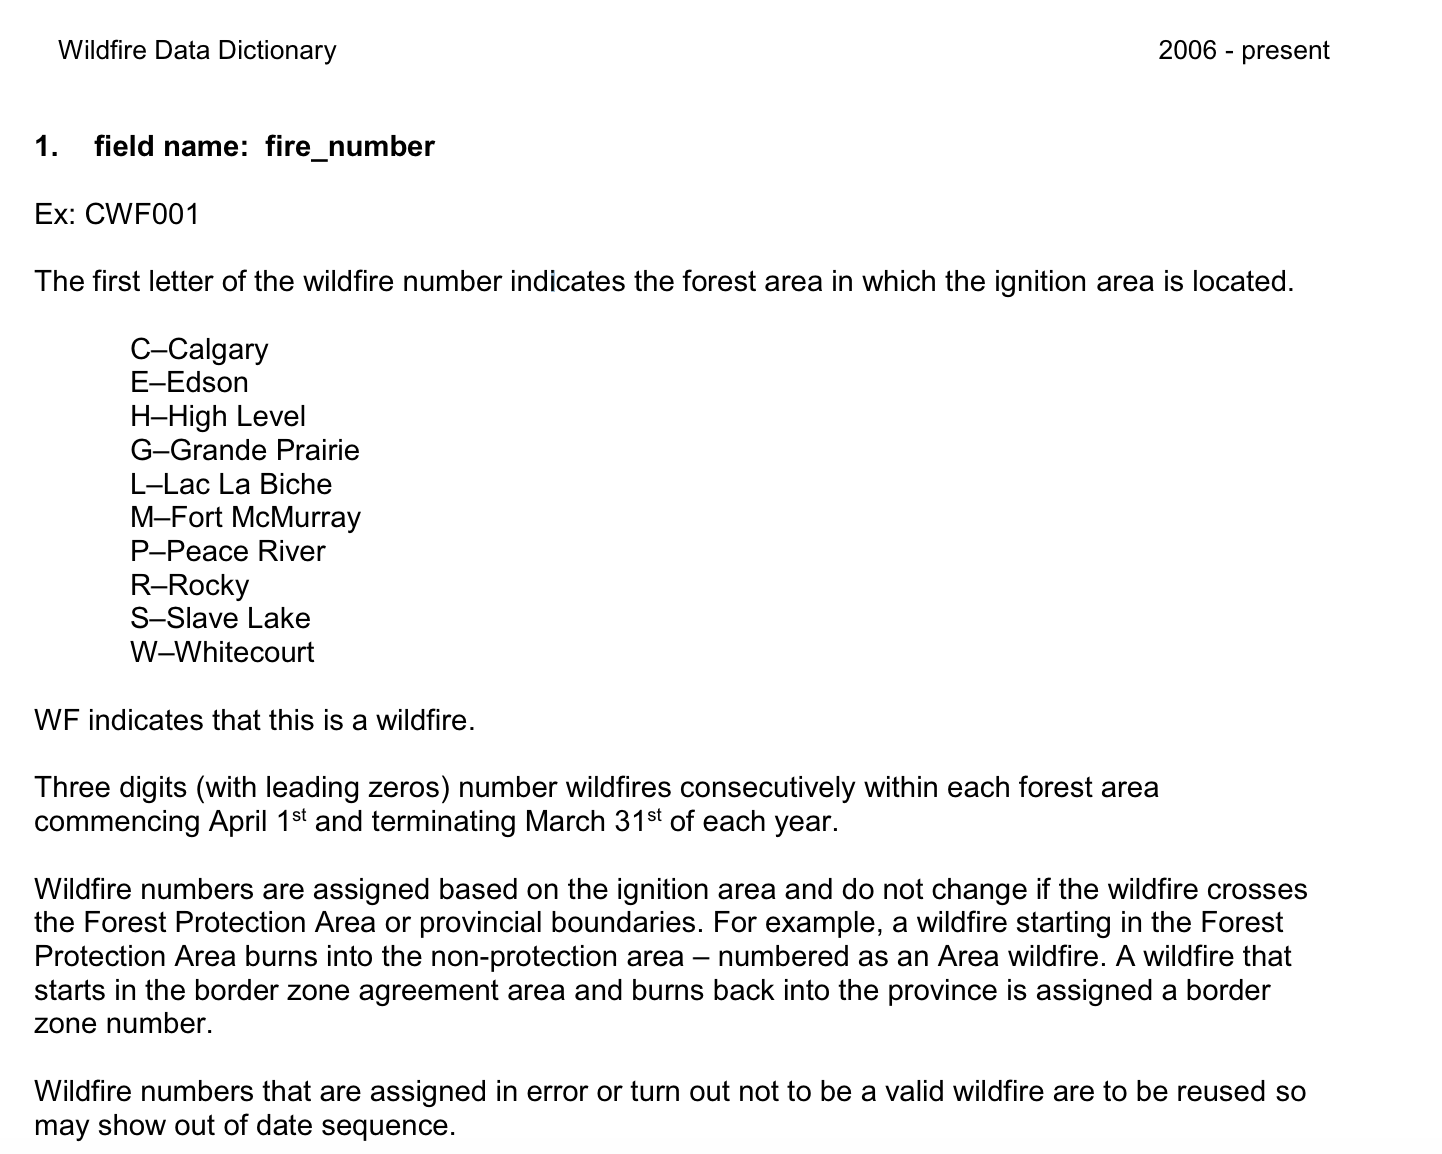 Wildfire Data Dictionary 2006 - present
1. field name: fire_number
Ex: CWF001
The first letter of the wildfire number indicates the forest area in which the ignition area is located.
C–Calgary
E–Edson
H–High Level
G–Grande Prairie
L–Lac La Biche
M–Fort McMurray
P–Peace River
R–Rocky
S–Slave Lake
W–Whitecourt
WF indicates that this is a wildfire.
Three digits (with leading zeros) number wildfires consecutively within each forest area
commencing April 1st and terminating March 31st of each year.
Wildfire numbers are assigned based on the ignition area and do not change if the wildfire crosses
the Forest Protection Area or provincial boundaries. For example, a wildfire starting in the Forest
Protection Area burns into the non-protection area – numbered as an Area wildfire. A wildfire that
starts in the border zone agreement area and burns back into the province is assigned a border
zone number.
Wildfire numbers that are assigned in error or turn out not to be a valid wildfire are to be reused so
may show out of date sequence.